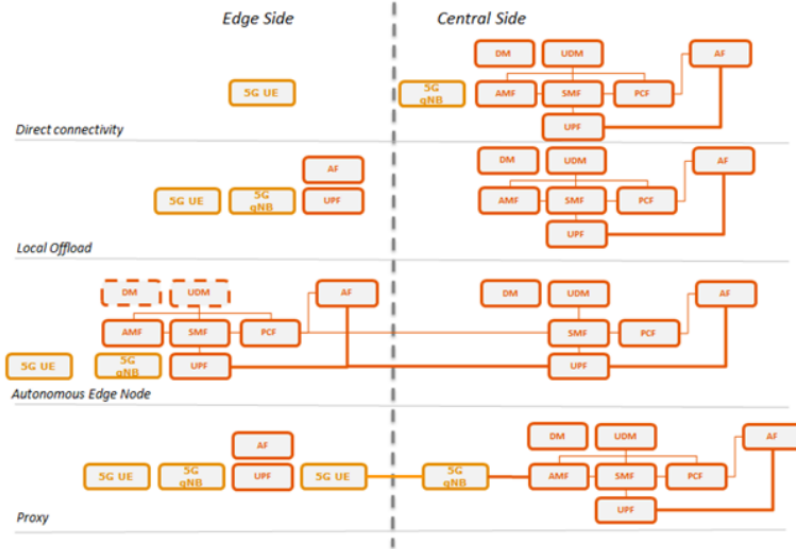 Edge Side
Central Side
DM
UDM
AF
5G UE
5G
gNB
AMF
SMF
PCF
UPF
Direct connectivity
AF
DM
UDM
AF
5G UE
5G
gNB
UPF
AMF
SMF
PCF
UPF
Local Offload
DM
UDM
AF
DM
UDM
AF
AMF
SMF
PCF
SMF
PCF
5G UE
5G
gNB
UPF
UPF
Autonomous Edge Node
AF
DM
UDM
AF
5G UE
5G
gNB
UPF
5G UE
5G
gNB
AMF
SMF
PCF
UPF
Proxy